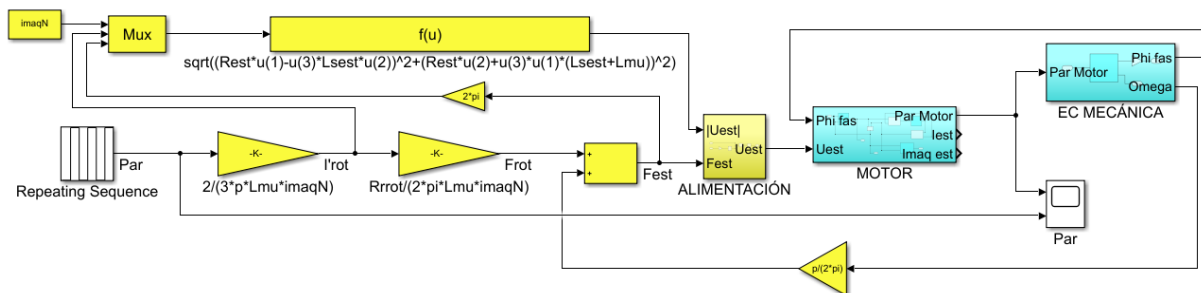 imaqN
Mux
f(u)
sqrt((Rest*u(1)-u(3)*Lsest*u(2))^2+(Rest*u(2)+u(3)*u(1)*(Lsest+Lmu))^2)
2*pi
Par
Repeating Sequence
-K-
2/(3*p*Lmu*imaqN)
I'rot
-K-
Rrrot/(2*pi*Lmu*imaqN)
Frot
+
+
Fest
|Uest|
Uest
Fest
ALIMENTACIÓN
Phi fas
Par Motor
Iest
Uest
Imaq est
MOTOR
Par Motor
Phi fas
Omega
EC MECÁNICA
Par
p/(2*pi)